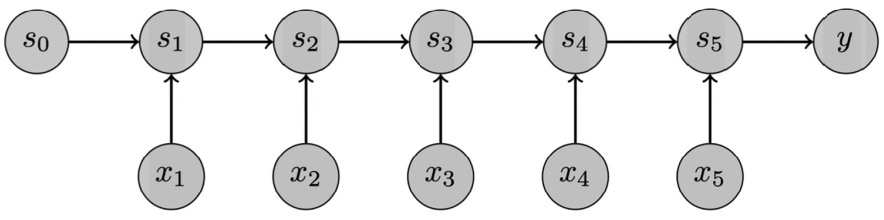 s₀ s₁ s₂ s₃ s₄ s₅ y
x₁ x₂ x₃ x₄ x₅